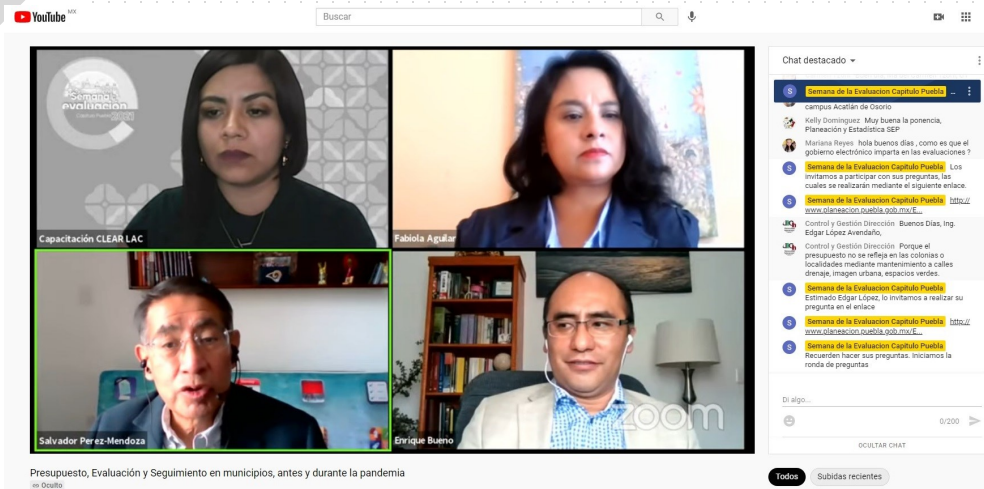 YouTube MX
Buscar
Semana de la evaluación
Capítulo Puebla
Capacitación CLEAR LAC
Fabiola Aguilar
Salvador Perez-Mendoza
Enrique Bueno
zoom
Presupuesto, Evaluación y Seguimiento en municipios, antes y durante la pandemia
Oculto
Chat destacado
S Semana de la Evaluacion Capitulo Puebla ...
campus Acatlán de Osorio
Kelly Dominguez Muy buena la ponencia,
Planeación y Estadística SEP
Mariana Reyes hola buenos días , como es que el
gobierno electrónico imparta en las evaluaciones ?
S Semana de la Evaluacion Capitulo Puebla Los
invitamos a participar con sus preguntas, las
cuales se realizarán mediante el siguiente enlace.
S Semana de la Evaluacion Capitulo Puebla http://
www.planeacion.puebla.gob.mx/E...
Control y Gestión Dirección Buenos Días, Ing.
Edgar López Avendaño,
Control y Gestión Dirección Porque el
presupuesto no se refleja en las colonias o
localidades mediante mantenimiento a calles
drenaje, imagen urbana, espacios verdes.
S Semana de la Evaluacion Capitulo Puebla
Estimado Edgar López, lo invitamos a realizar su
pregunta en el enlace
S Semana de la Evaluacion Capitulo Puebla http://
www.planeacion.puebla.gob.mx/E...
S Semana de la Evaluacion Capitulo Puebla
Recuerden hacer sus preguntas. Iniciamos la
ronda de preguntas
Di algo...
0/200
OCULTAR CHAT
Todos
Subidas recientes